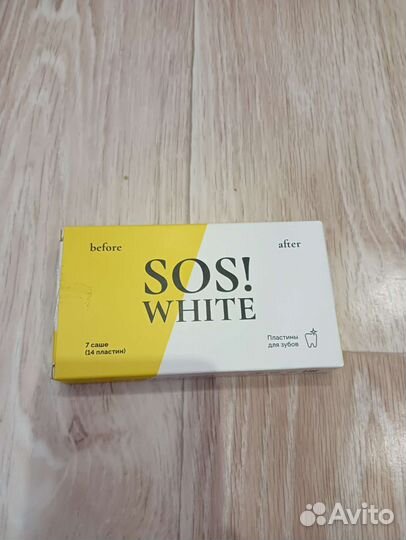 before
after
SOS!
WHITE
7 саше
(14 пластин)
Пластины
для зубов
Avito